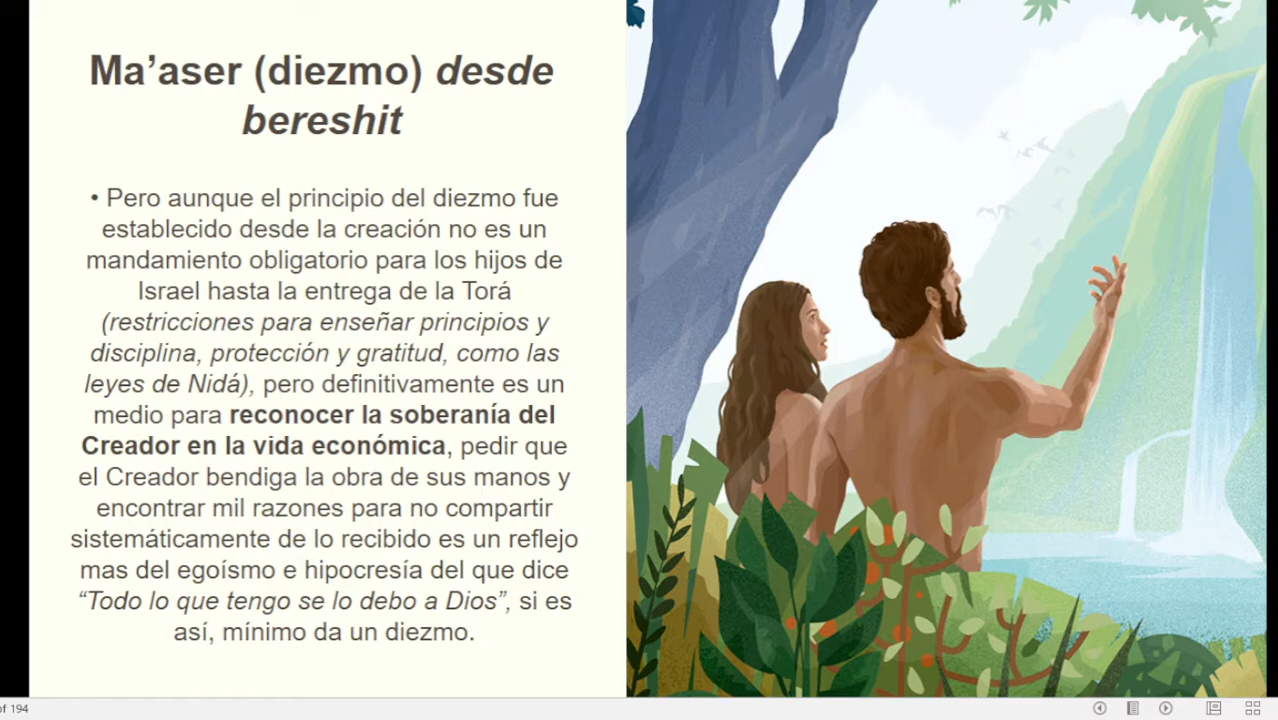 Ma’aser (diezmo) desde
bereshit
• Pero aunque el principio del diezmo fue
establecido desde la creación no es un
mandamiento obligatorio para los hijos de
Israel hasta la entrega de la Torá
(restricciones para enseñar principios y
disciplina, protección y gratitud, como las
leyes de Nidá), pero definitivamente es un
medio para reconocer la soberanía del
Creador en la vida económica, pedir que
el Creador bendiga la obra de sus manos y
encontrar mil razones para no compartir
sistemáticamente de lo recibido es un reflejo
mas del egoísmo e hipocresía del que dice
“Todo lo que tengo se lo debo a Dios”, si es
así, mínimo da un diezmo.
of 194